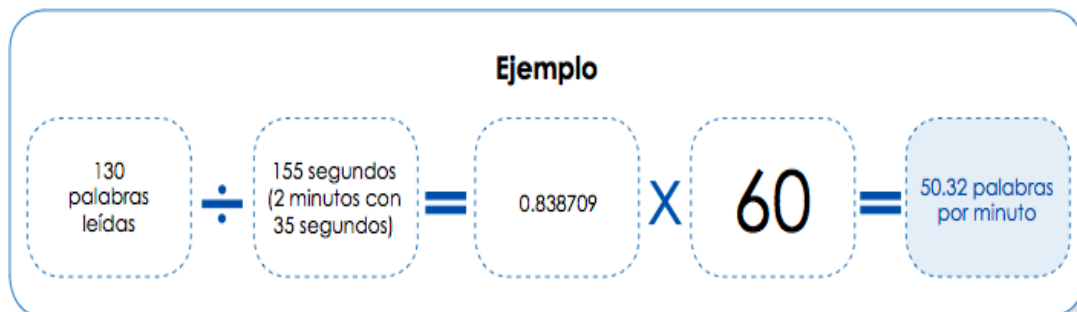 Ejemplo
130
palabras
leídas
÷
155 segundos
(2 minutos con
35 segundos)
=
0.838709
X
60
=
50.32 palabras
por minuto